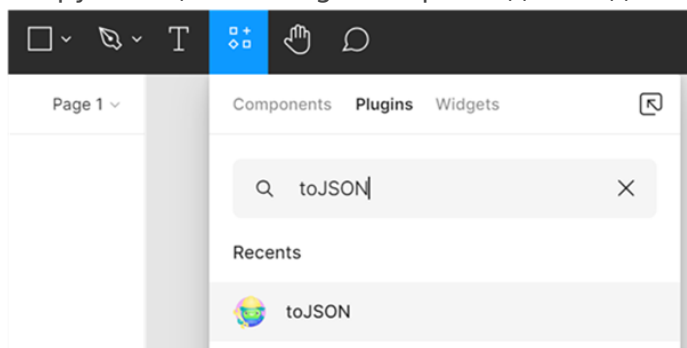 T
Page 1
Components Plugins Widgets
toJSON
Recents
toJSON